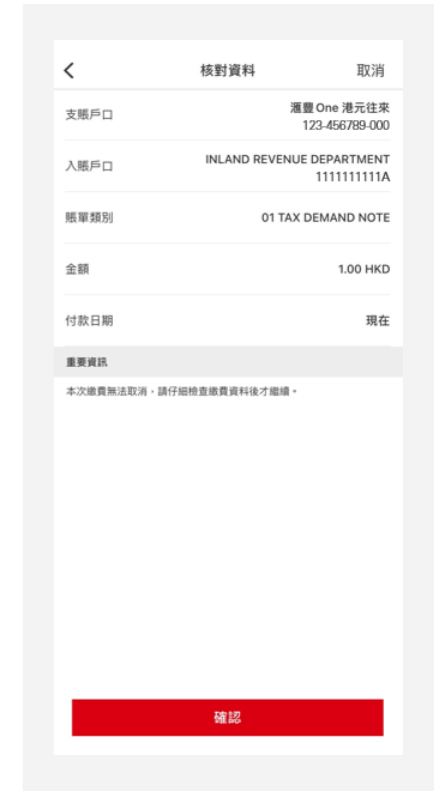 核對資料
取消
支賬戶口
滙豐 One 港元往來
123-456789-000
入賬戶口
INLAND REVENUE DEPARTMENT
1111111111A
賬單類別
01 TAX DEMAND NOTE
金額
1.00 HKD
付款日期
現在
重要資訊
本次繳費無法取消，請仔細檢查繳費資料後才繼續。
確認